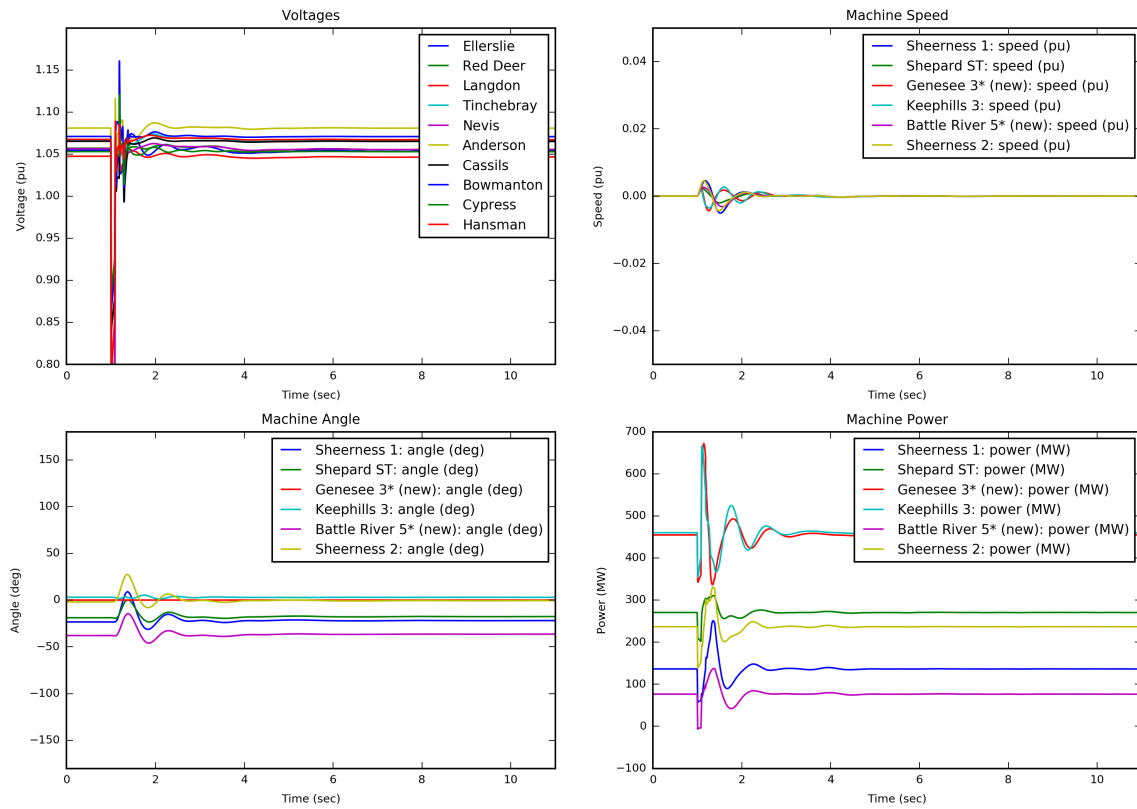 Voltages
1.15
1.10
1.05
1.00
0.95
0.90
0.85
0.80
Voltage (pu)
0 2 4 6 8 10
Time (sec)
Ellerslie
Red Deer
Langdon
Tinchebray
Nevis
Anderson
Cassils
Bowmanton
Cypress
Hansman
Machine Speed
0.04
0.02
0.00
−0.02
−0.04
Speed (pu)
0 2 4 6 8 10
Time (sec)
Sheerness 1: speed (pu)
Shepard ST: speed (pu)
Genesee 3* (new): speed (pu)
Keephills 3: speed (pu)
Battle River 5* (new): speed (pu)
Sheerness 2: speed (pu)
Machine Angle
150
100
50
0
−50
−100
−150
Angle (deg)
0 2 4 6 8 10
Time (sec)
Sheerness 1: angle (deg)
Shepard ST: angle (deg)
Genesee 3* (new): angle (deg)
Keephills 3: angle (deg)
Battle River 5* (new): angle (deg)
Sheerness 2: angle (deg)
Machine Power
700
600
500
400
300
200
100
0
−100
Power (MW)
0 2 4 6 8 10
Time (sec)
Sheerness 1: power (MW)
Shepard ST: power (MW)
Genesee 3* (new): power (MW)
Keephills 3: power (MW)
Battle River 5* (new): power (MW)
Sheerness 2: power (MW)